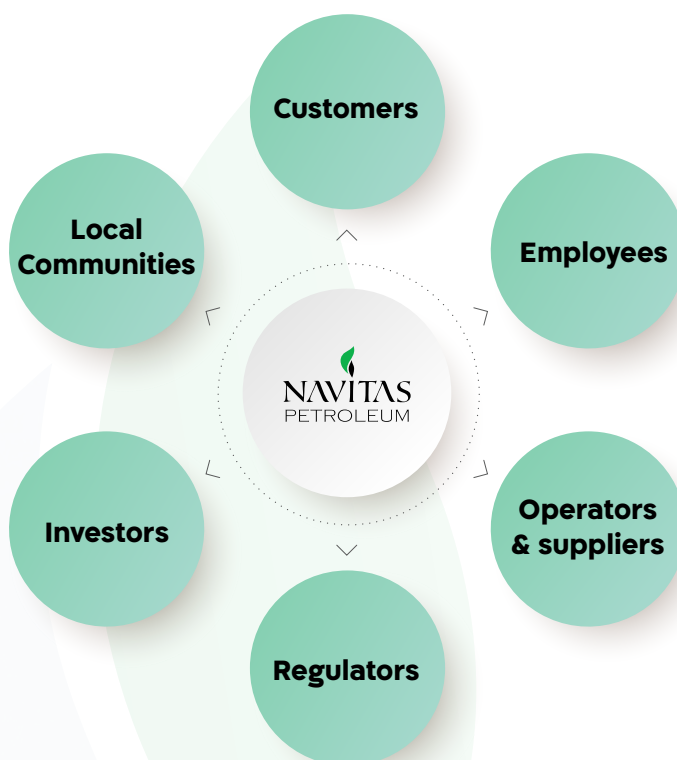 Customers
Local
Communities
Employees
NAVITAS
PETROLEUM
Investors
Operators
& suppliers
Regulators